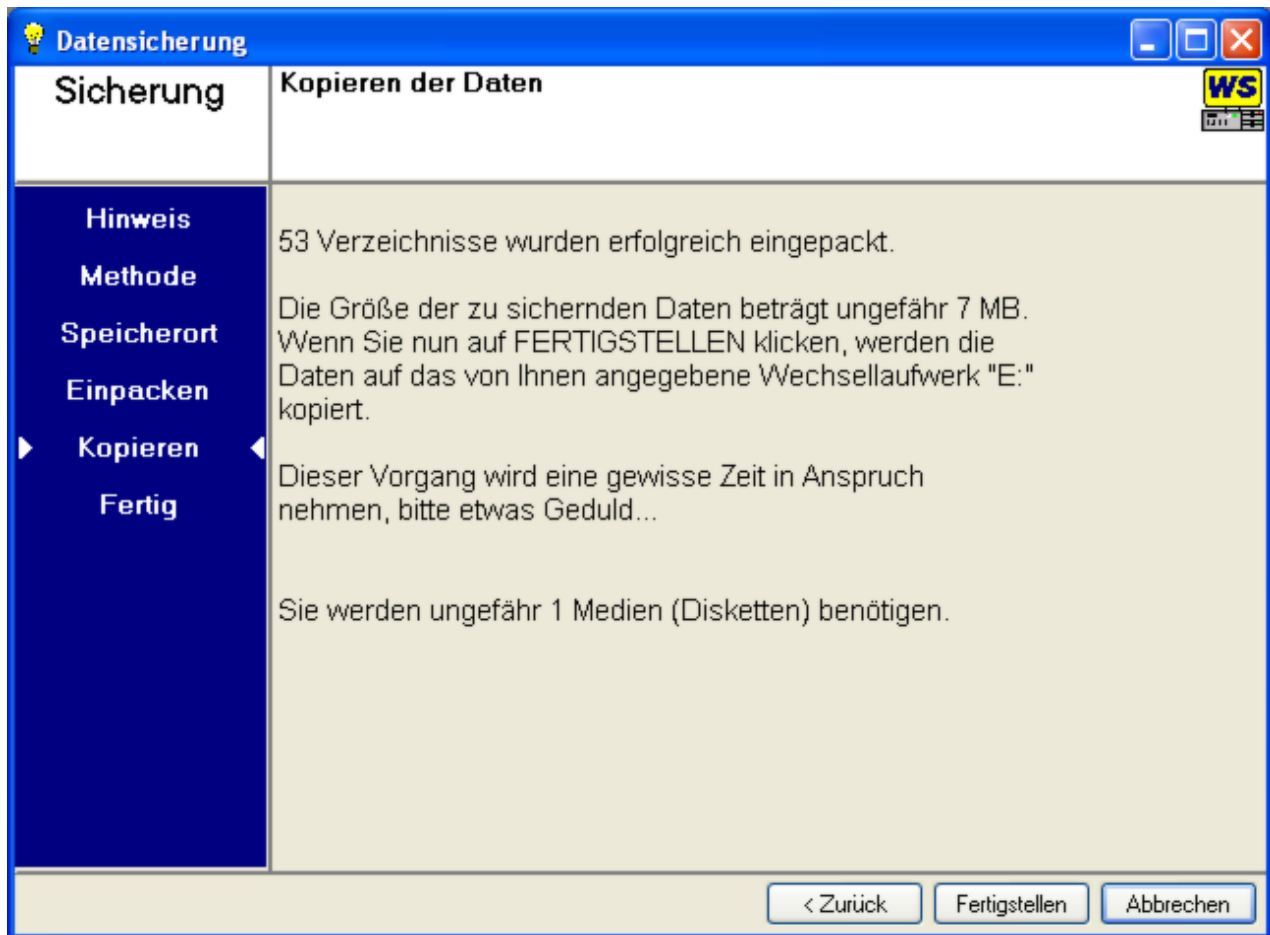 Datensicherung
Sicherung
Kopieren der Daten
WS
Hinweis
Methode
Speicherort
Einpacken
Kopieren
Fertig
53 Verzeichnisse wurden erfolgreich eingepackt.
Die Größe der zu sichernden Daten beträgt ungefähr 7 MB.
Wenn Sie nun auf FERTIGSTELLEN klicken, werden die
Daten auf das von Ihnen angegebene Wechsellaufwerk "E:"
kopiert.
Dieser Vorgang wird eine gewisse Zeit in Anspruch
nehmen, bitte etwas Geduld...
Sie werden ungefähr 1 Medien (Disketten) benötigen.
< Zurück
Fertigstellen
Abbrechen